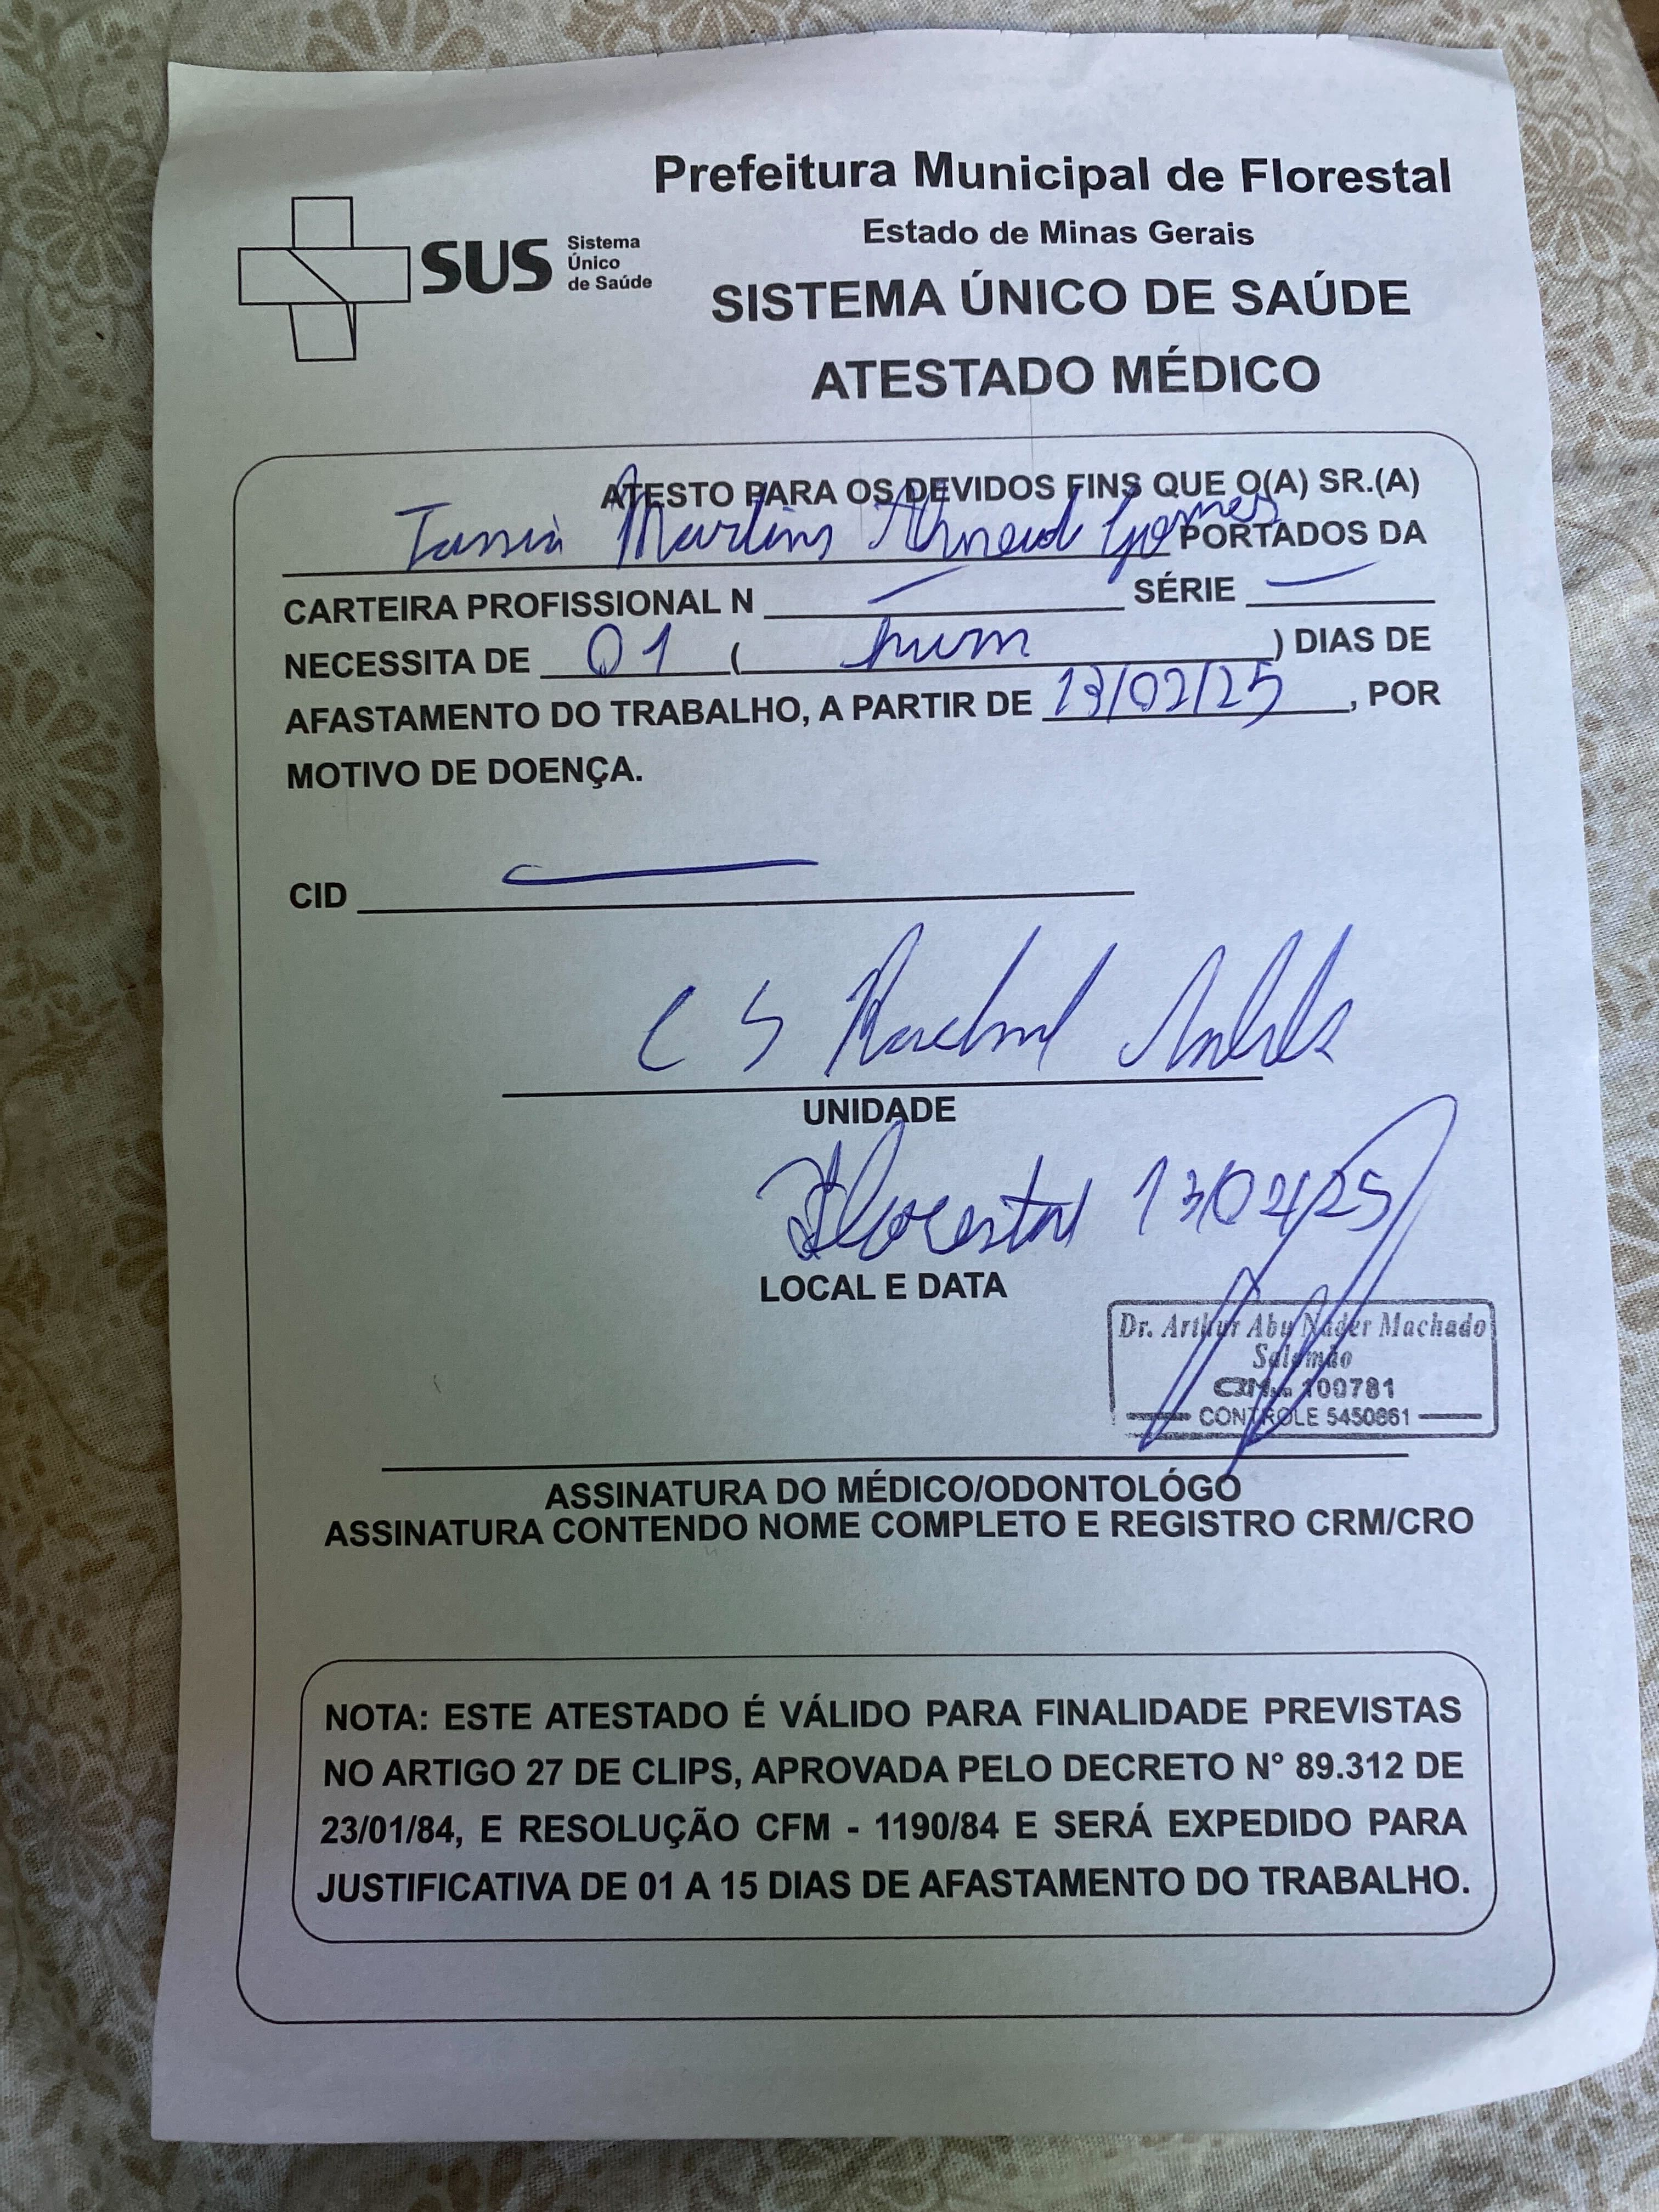 Prefeitura Municipal de Florestal
Estado de Minas Gerais
SUS Sistema
Único
de Saúde
SISTEMA ÚNICO DE SAÚDE
ATESTADO MÉDICO
ATESTO PARA OS DEVIDOS FINS QUE O(A) SR.(A)
Martins Gomes PORTADOS DA
CARTEIRA PROFISSIONAL N — SÉRIE —
NECESSITA DE 01 ( hum ) DIAS DE
AFASTAMENTO DO TRABALHO, A PARTIR DE 13/02/25, POR
MOTIVO DE DOENÇA.
CID —
C S
UNIDADE
Florestal 13/02/25
LOCAL E DATA
Dr. Arthur Abu Nader Machado
Salomão
CRM 100781
CONTROLE 5450861
ASSINATURA DO MÉDICO/ODONTOLÓGO
ASSINATURA CONTENDO NOME COMPLETO E REGISTRO CRM/CRO
NOTA: ESTE ATESTADO É VÁLIDO PARA FINALIDADE PREVISTAS
NO ARTIGO 27 DE CLIPS, APROVADA PELO DECRETO N° 89.312 DE
23/01/84, E RESOLUÇÃO CFM - 1190/84 E SERÁ EXPEDIDO PARA
JUSTIFICATIVA DE 01 A 15 DIAS DE AFASTAMENTO DO TRABALHO.